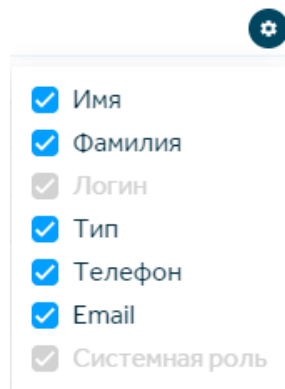 Имя
Фамилия
Логин
Тип
Телефон
Email
Системная роль